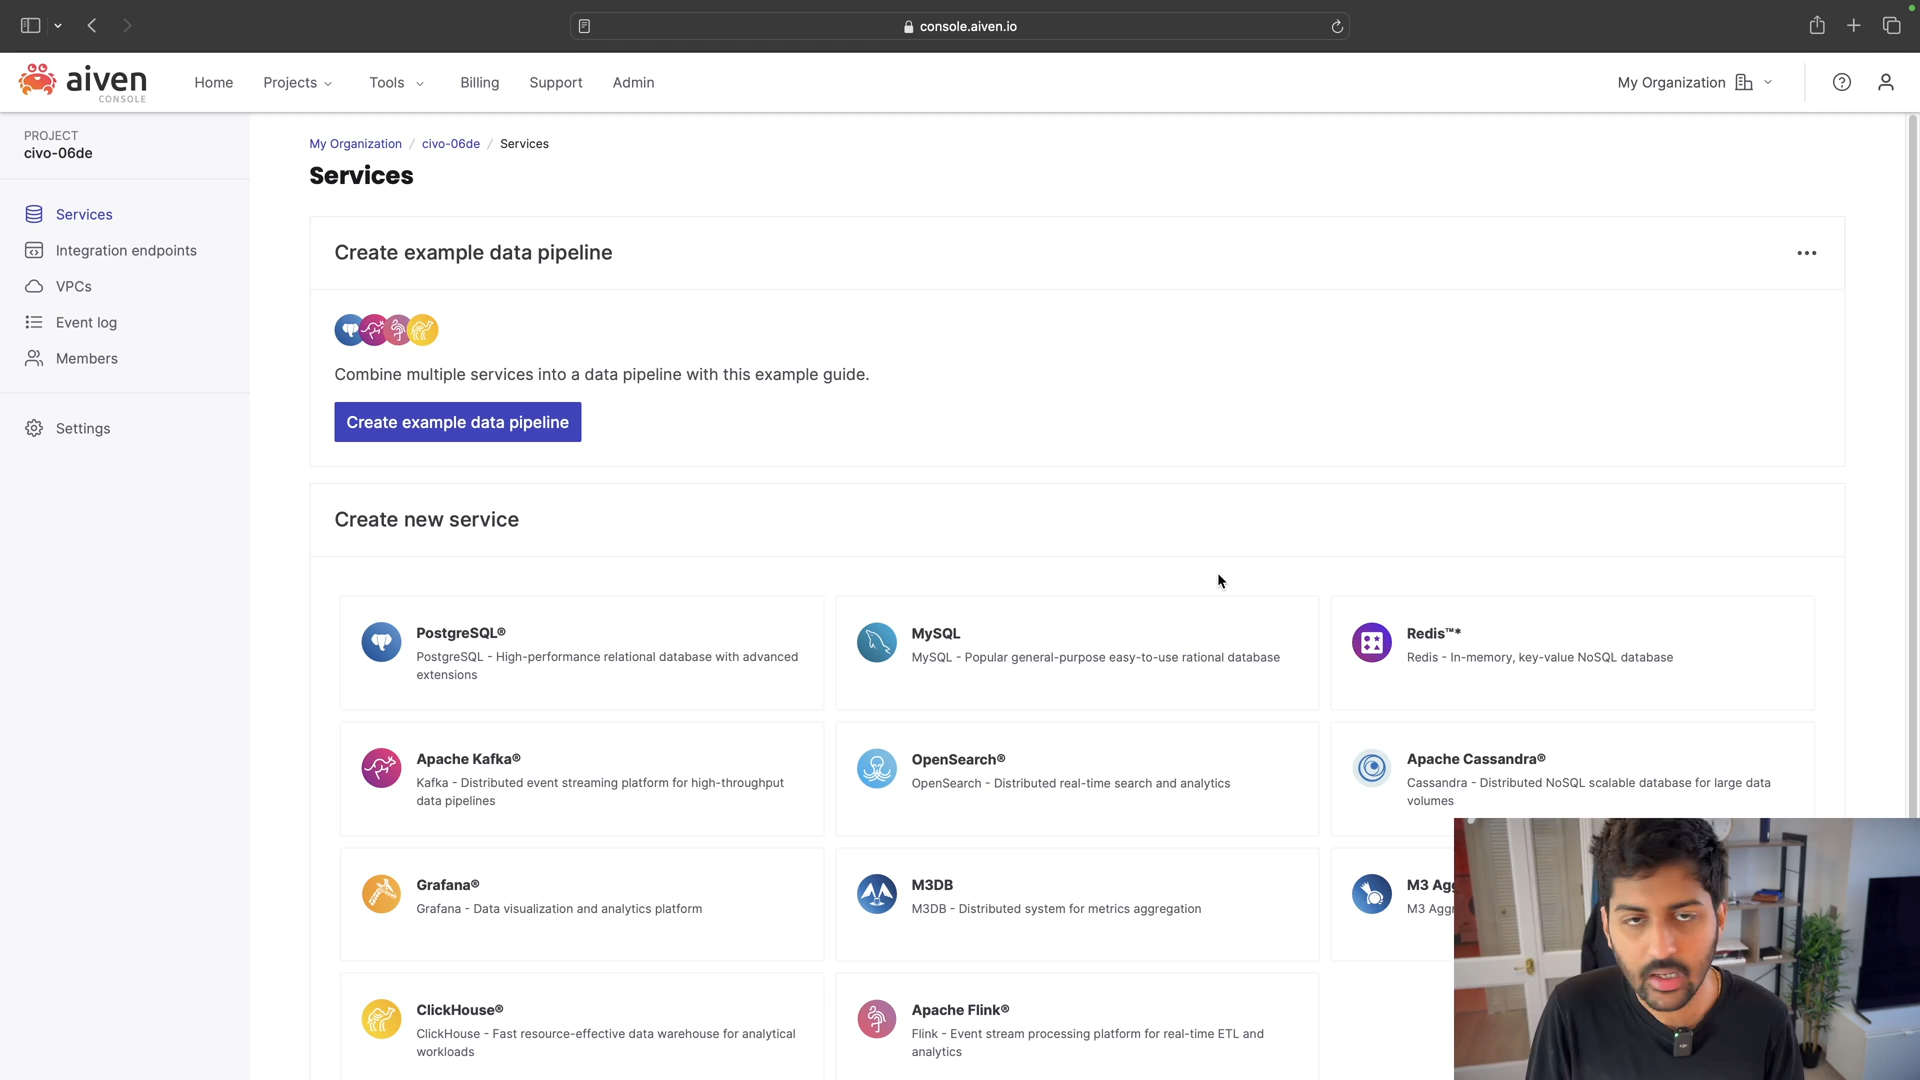 console.aiven.io
aiven
CONSOLE
Home
Projects
Tools
Billing
Support
Admin
My Organization
PROJECT
civo-06de
Services
Integration endpoints
VPCs
Event log
Members
Settings
My Organization / civo-06de / Services
Services
Create example data pipeline
Combine multiple services into a data pipeline with this example guide.
Create example data pipeline
Create new service
PostgreSQL®
PostgreSQL - High-performance relational database with advanced
extensions
MySQL
MySQL - Popular general-purpose easy-to-use rational database
Redis™*
Redis - In-memory, key-value NoSQL database
Apache Kafka®
Kafka - Distributed event streaming platform for high-throughput
data pipelines
OpenSearch®
OpenSearch - Distributed real-time search and analytics
Apache Cassandra®
Cassandra - Distributed NoSQL scalable database for large data
volumes
Grafana®
Grafana - Data visualization and analytics platform
M3DB
M3DB - Distributed system for metrics aggregation
M3 Agg
M3 Aggr
ClickHouse®
ClickHouse - Fast resource-effective data warehouse for analytical
workloads
Apache Flink®
Flink - Event stream processing platform for real-time ETL and
analytics